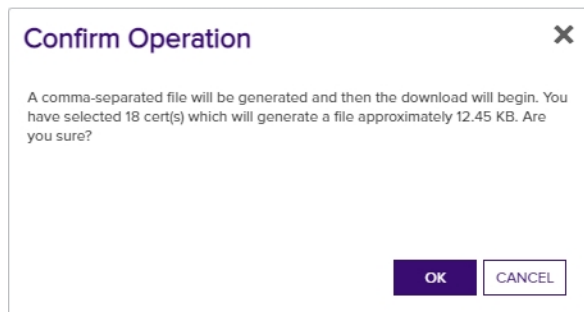 Confirm Operation
A comma-separated file will be generated and then the download will begin. You
have selected 18 cert(s) which will generate a file approximately 12.45 KB. Are
you sure?
OK
CANCEL